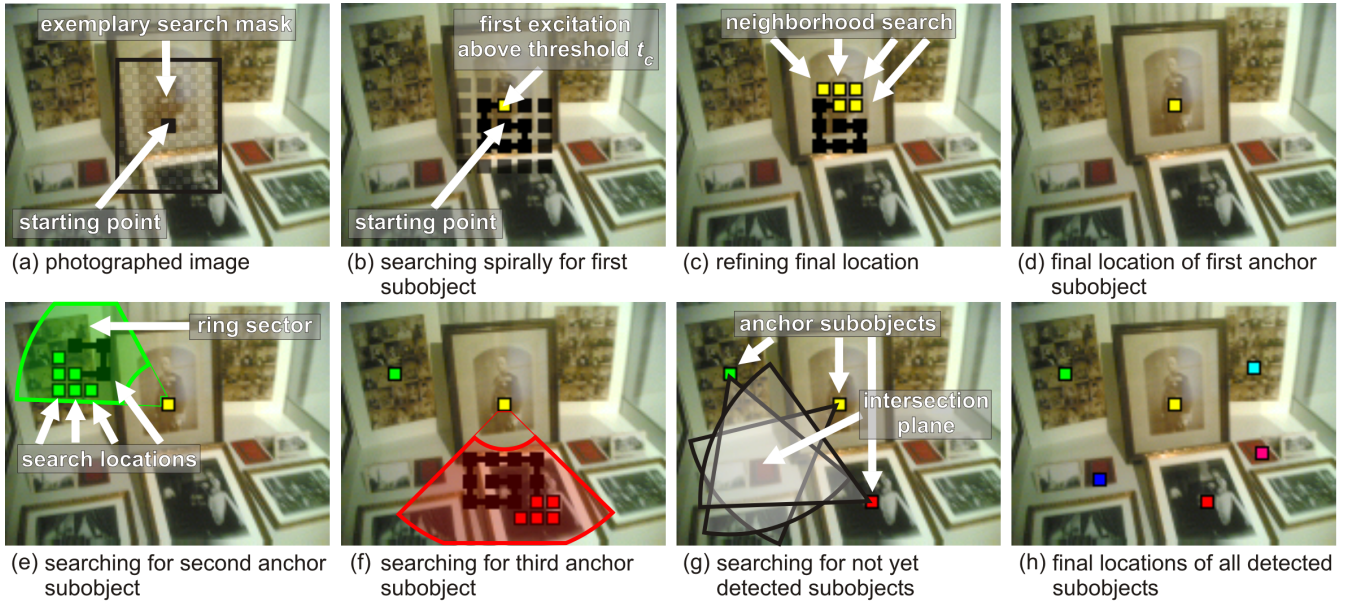 exemplary search mask
starting point
(a) photographed image
first excitation
above threshold t_c
starting point
(b) searching spirally for first
subobject
neighborhood search
(c) refining final location
(d) final location of first anchor
subobject
ring sector
search locations
(e) searching for second anchor
subobject
(f) searching for third anchor
subobject
anchor subobjects
intersection
plane
(g) searching for not yet
detected subobjects
(h) final locations of all detected
subobjects